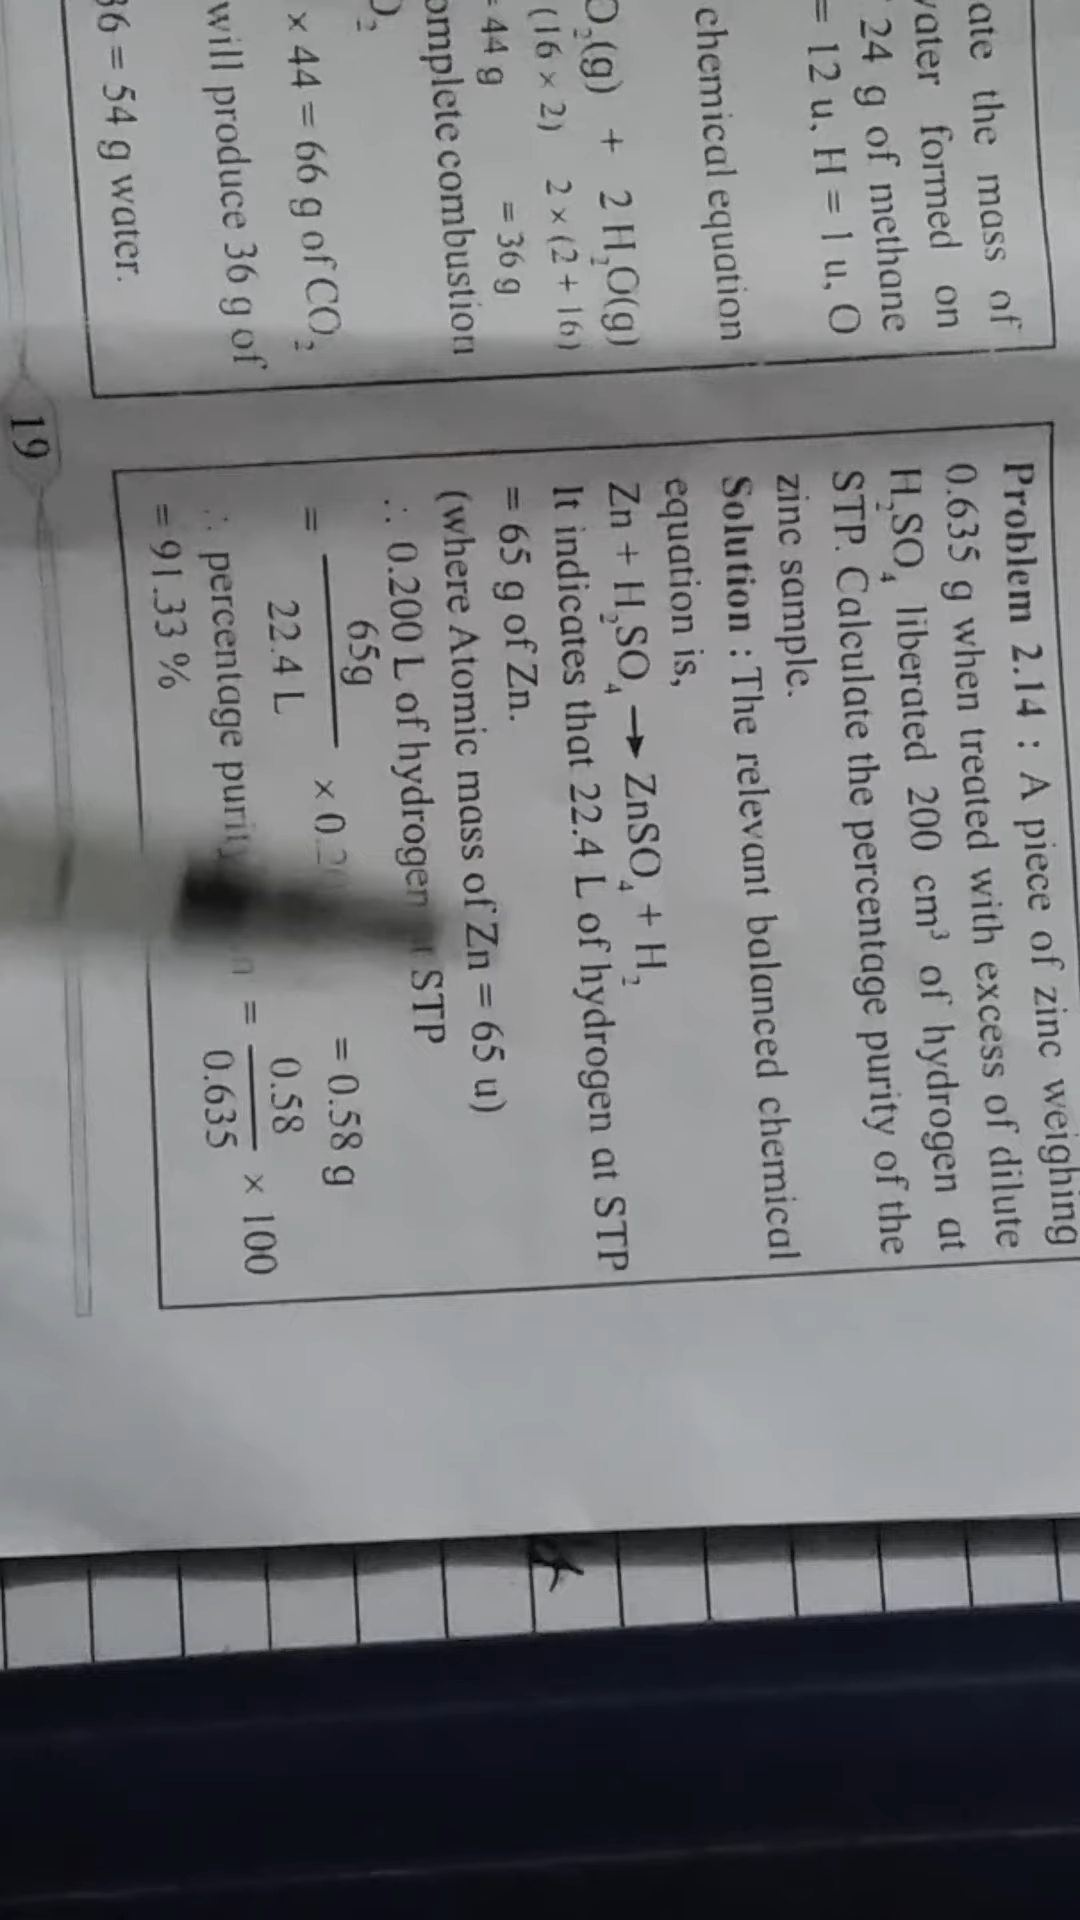 ate the mass of
ater formed on
24 g of methane
= 12 u, H = 1 u, O
chemical equation
O₂(g) + 2 H₂O(g)
(16 × 2) 2 × (2 + 16)
= 44 g = 36 g
omplete combustion
× 44 = 66 g of CO₂
will produce 36 g of
36 = 54 g water.
Problem 2.14 : A piece of zinc weighing
0.635 g when treated with excess of dilute
H₂SO₄ liberated 200 cm³ of hydrogen at
STP. Calculate the percentage purity of the
zinc sample.
Solution : The relevant balanced chemical
equation is,
Zn + H₂SO₄ → ZnSO₄ + H₂
It indicates that 22.4 L of hydrogen at STP
= 65 g of Zn.
(where Atomic mass of Zn = 65 u)
∴ 0.200 L of hydrogen STP
= 65g / 22.4 L × = 0.58 g
∴ percentage purity = 0.58 / 0.635 × 100
= 91.33 %
19